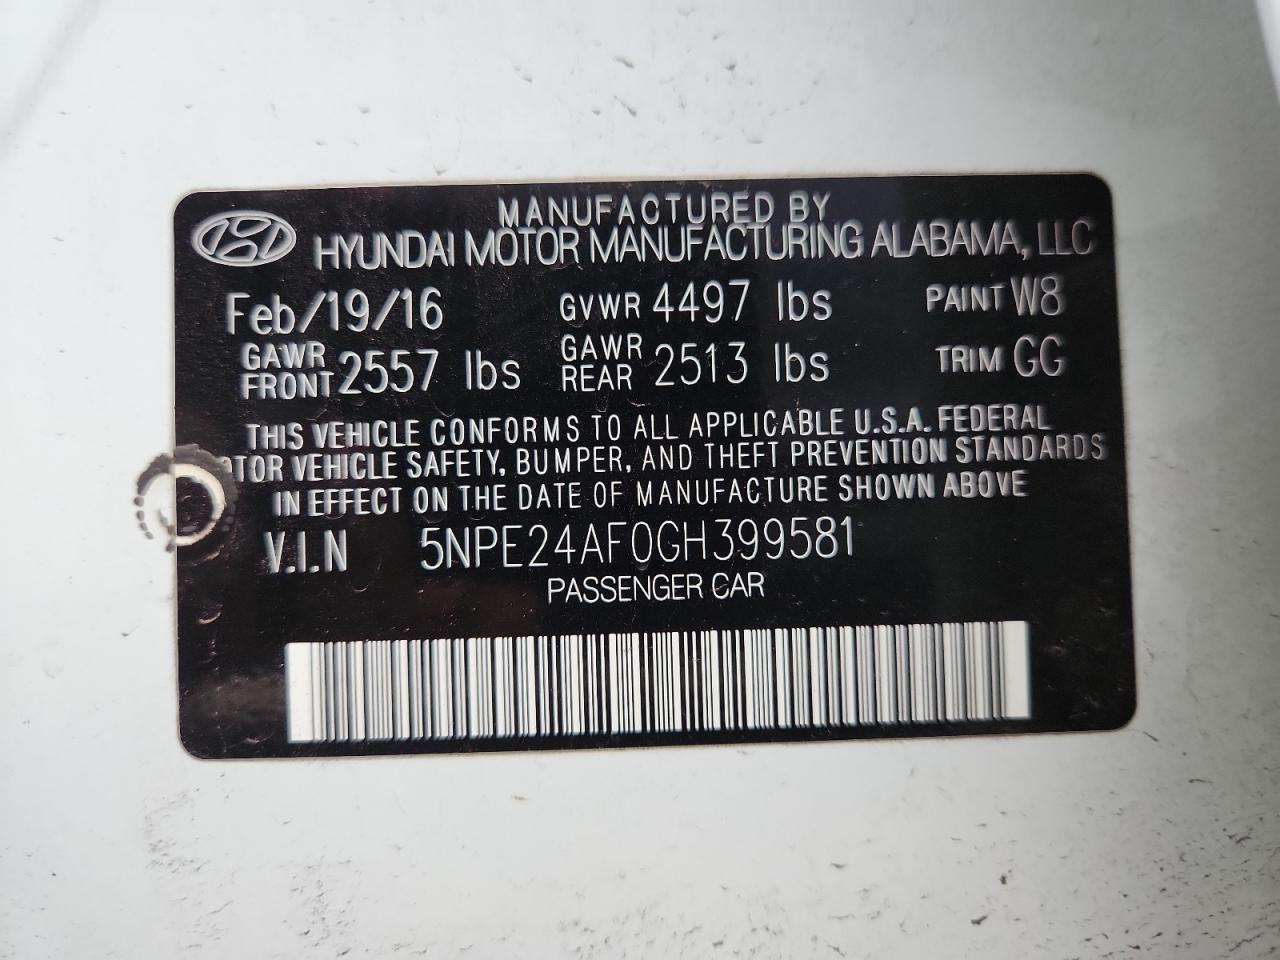 MANUFACTURED BY
HYUNDAI MOTOR MANUFACTURING ALABAMA, LLC
Feb/19/16 GVWR 4497 lbs PAINT W8
GAWR FRONT 2557 lbs GAWR REAR 2513 lbs TRIM GG
THIS VEHICLE CONFORMS TO ALL APPLICABLE U.S.A. FEDERAL
VEHICLE SAFETY, BUMPER, AND THEFT PREVENTION STANDARDS
IN EFFECT ON THE DATE OF MANUFACTURE SHOWN ABOVE
V.I.N 5NPE24AF0GH399581
PASSENGER CAR